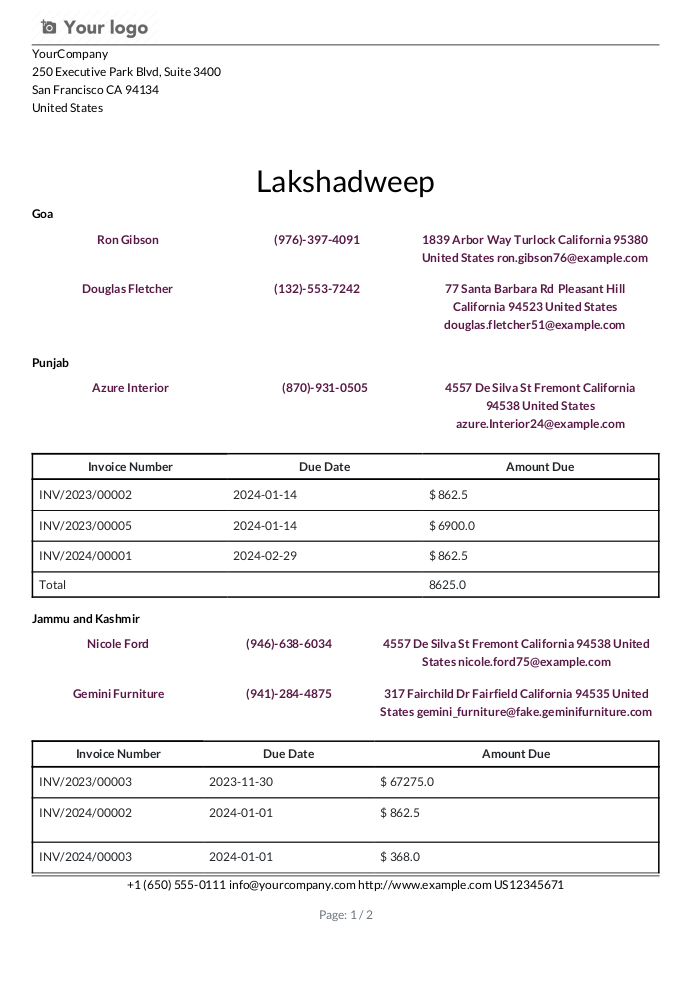 Your logo
YourCompany
250 Executive Park Blvd, Suite 3400
San Francisco CA 94134
United States
Lakshadweep
Goa
Ron Gibson (976)-397-4091 1839 Arbor Way Turlock California 95380
United States ron.gibson76@example.com
Douglas Fletcher (132)-553-7242 77 Santa Barbara Rd Pleasant Hill
California 94523 United States
douglas.fletcher51@example.com
Punjab
Azure Interior (870)-931-0505 4557 De Silva St Fremont California
94538 United States
azure.Interior24@example.com
Invoice Number Due Date Amount Due
INV/2023/00002 2024-01-14 $ 862.5
INV/2023/00005 2024-01-14 $ 6900.0
INV/2024/00001 2024-02-29 $ 862.5
Total 8625.0
Jammu and Kashmir
Nicole Ford (946)-638-6034 4557 De Silva St Fremont California 94538 United
States nicole.ford75@example.com
Gemini Furniture (941)-284-4875 317 Fairchild Dr Fairfield California 94535 United
States gemini_furniture@fake.geminifurniture.com
Invoice Number Due Date Amount Due
INV/2023/00003 2023-11-30 $ 67275.0
INV/2024/00002 2024-01-01 $ 862.5
INV/2024/00003 2024-01-01 $ 368.0
+1 (650) 555-0111 info@yourcompany.com http://www.example.com US12345671
Page: 1 / 2